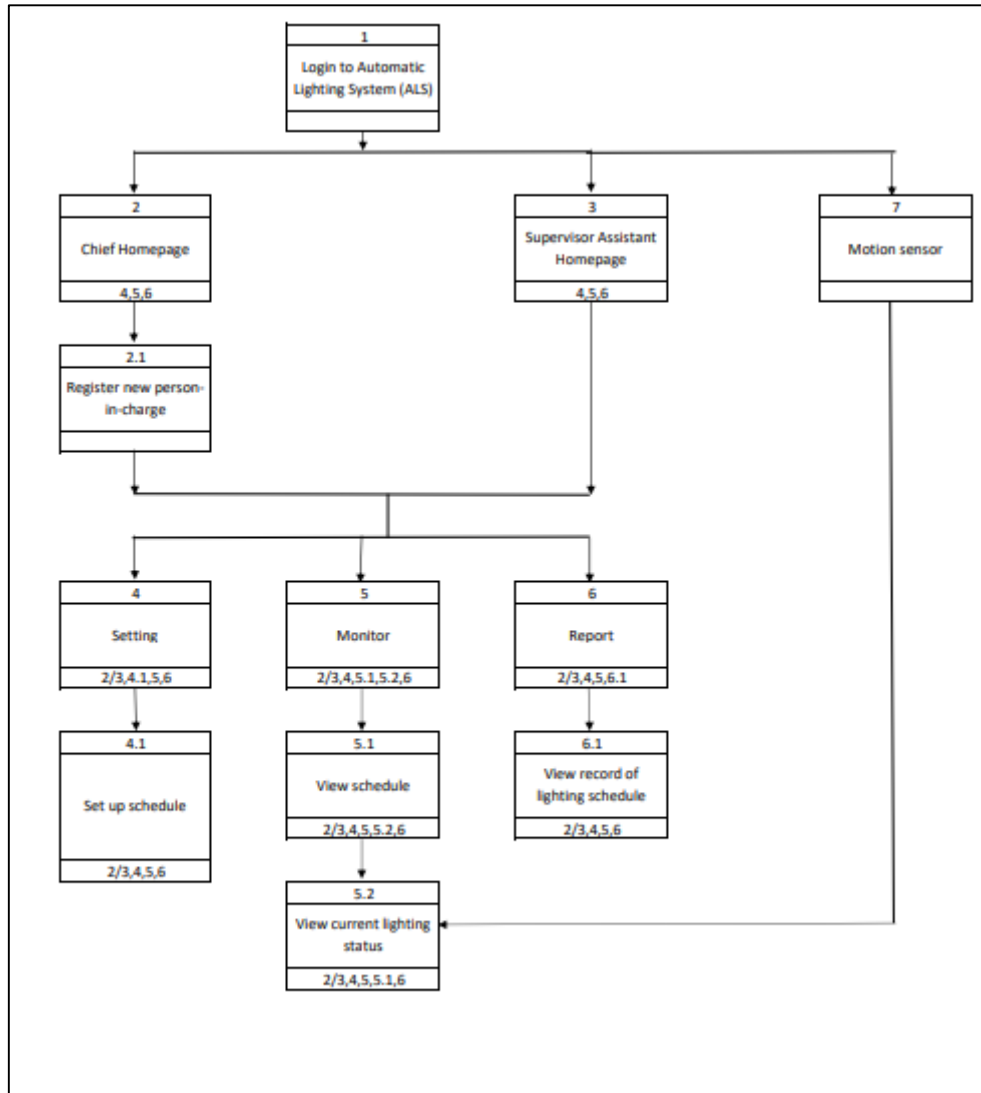 1
Login to Automatic
Lighting System (ALS)
2
Chief Homepage
4,5,6
3
Supervisor Assistant
Homepage
4,5,6
7
Motion sensor
2.1
Register new person-
in-charge
4
Setting
2/3,4.1,5,6
5
Monitor
2/3,4,5.1,5.2,6
6
Report
2/3,4,5,6.1
4.1
Set up schedule
2/3,4,5,6
5.1
View schedule
2/3,4,5,5.2,6
6.1
View record of
lighting schedule
2/3,4,5,6
5.2
View current lighting
status
2/3,4,5,5.1,6